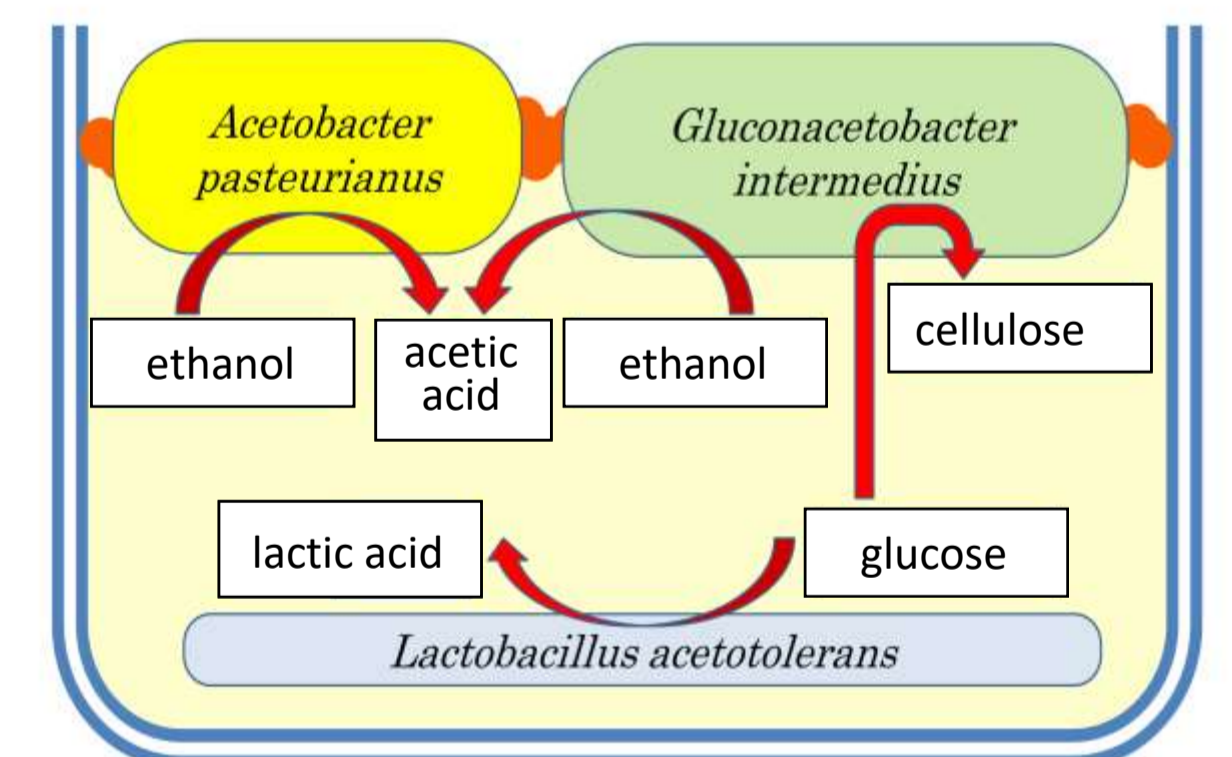 Acetobacter
pasteurianus
Gluconacetobacter
intermedius
ethanol
acetic
acid
ethanol
cellulose
lactic acid
glucose
Lactobacillus acetotolerans